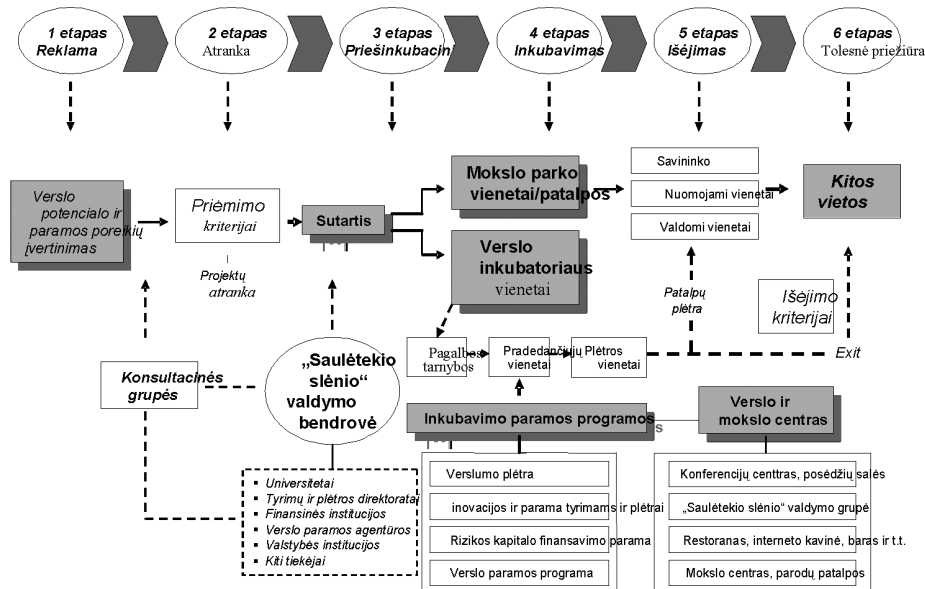 1 etapas
Reklama
2 etapas
Atranka
3 etapas
Priešinkubacini
4 etapas
Inkubavimas
5 etapas
Išėjimas
6 etapas
Tolesnė priežiūra
Verslo
potencialo ir
paramos poreikių
įvertinimas
Priėmimo
kriterijai
Projektų
atranka
Sutartis
Mokslo parko
vienetai/patalpos
Verslo
inkubatoriaus
vienetai
Savininko
Nuomojami vienetai
Valdomi vienetai
Kitos
vietos
Patalpų
plėtra
Išėjimo
kriterijai
Exit
Pagalbos
tarnybos
Pradedančiųjų
vienetai
Plėtros
vienetai
Konsultacinės
grupės
„Saulėtekio
slėnio“
valdymo
bendrovė
Inkubavimo paramos programos
Verslo ir
mokslo centras
▪ Universitetai
▪ Tyrimų ir plėtros direktoratai
▪ Finansinės institucijos
▪ Verslo paramos agentūros
▪ Valstybės institucijos
▪ Kiti tiekėjai
Verslumo plėtra
inovacijos ir parama tyrimams ir plėtrai
Rizikos kapitalo finansavimo parama
Verslo paramos programa
Konferencijų centtras, posėdžių salės
„Saulėtekio slėnio“ valdymo grupė
Restoranas, interneto kavinė, baras ir t.t.
Mokslo centras, parodų patalpos